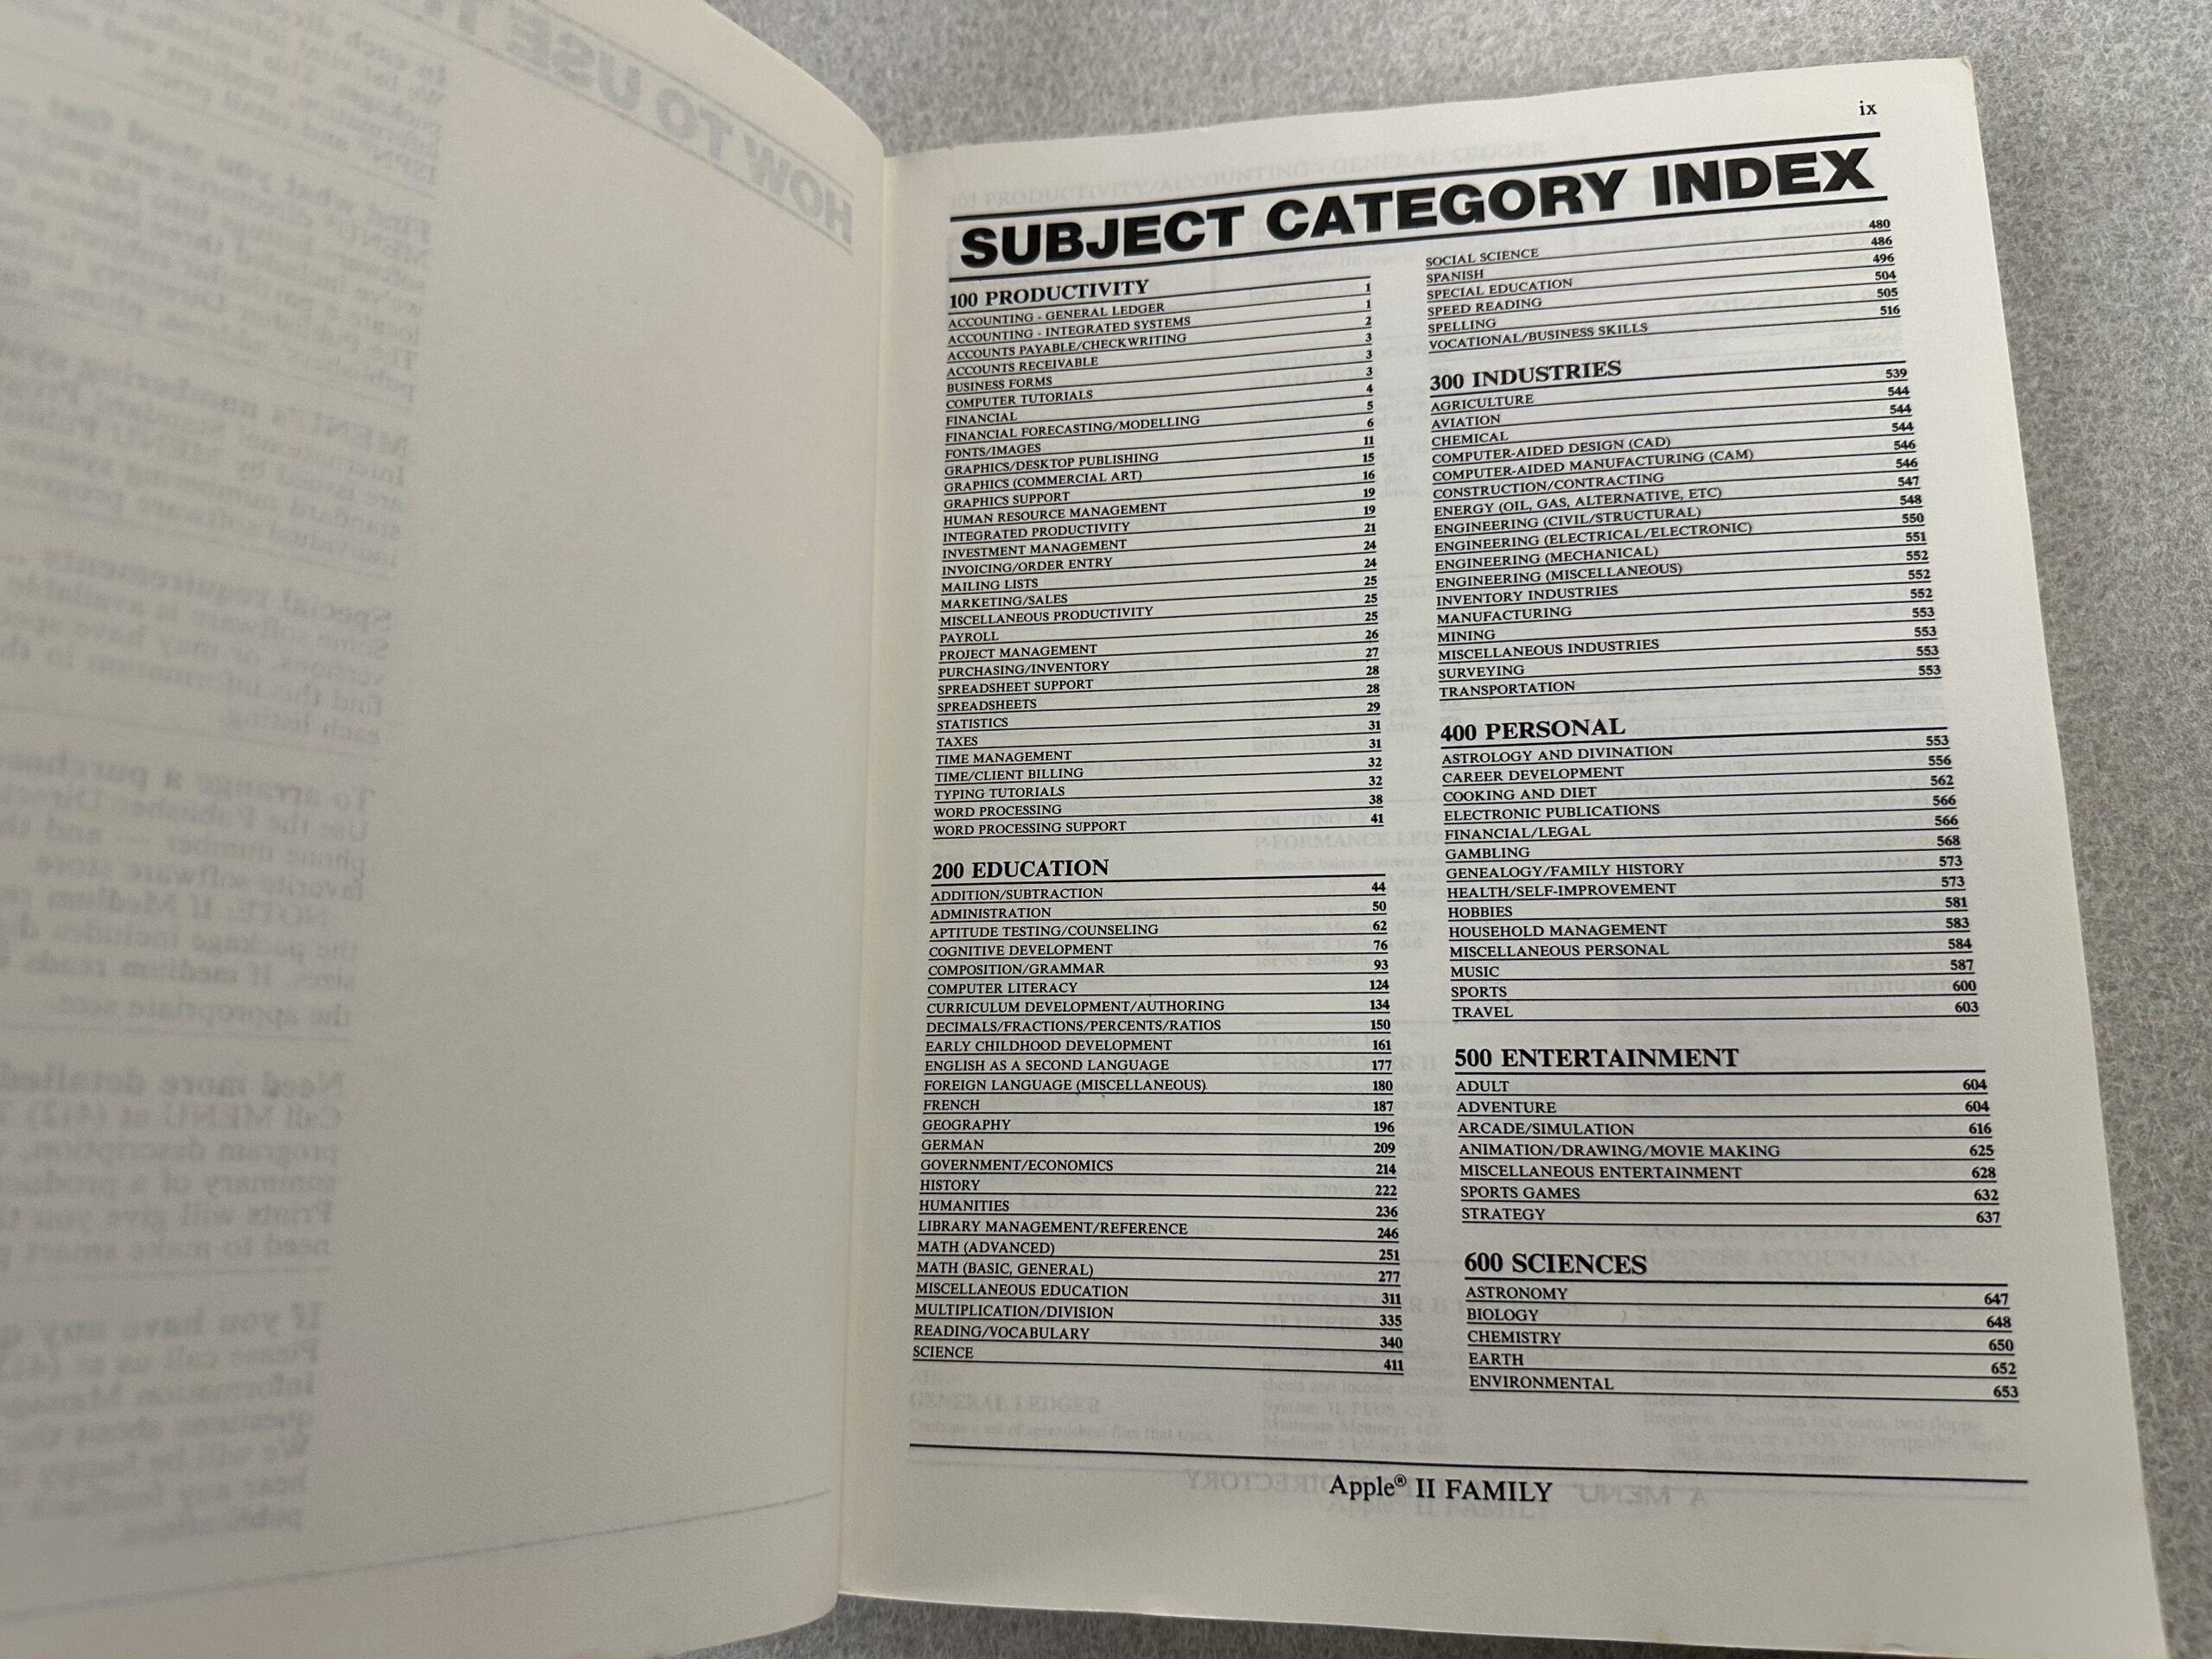 ix
SUBJECT CATEGORY INDEX
100 PRODUCTIVITY
ACCOUNTING - GENERAL LEDGER 1
ACCOUNTING - INTEGRATED SYSTEMS 1
ACCOUNTS PAYABLE/CHECKWRITING 2
ACCOUNTS RECEIVABLE 3
BUSINESS FORMS 3
COMPUTER TUTORIALS 3
FINANCIAL 4
FINANCIAL FORECASTING/MODELLING 5
FONTS/IMAGES 6
GRAPHICS/DESKTOP PUBLISHING 11
GRAPHICS (COMMERCIAL ART) 15
GRAPHICS SUPPORT 16
HUMAN RESOURCE MANAGEMENT 19
INTEGRATED PRODUCTIVITY 19
INVESTMENT MANAGEMENT 21
INVOICING/ORDER ENTRY 24
MAILING LISTS 24
MARKETING/SALES 25
MISCELLANEOUS PRODUCTIVITY 25
PAYROLL 25
PROJECT MANAGEMENT 26
PURCHASING/INVENTORY 27
SPREADSHEET SUPPORT 28
SPREADSHEETS 28
STATISTICS 29
TAXES 31
TIME MANAGEMENT 31
TIME/CLIENT BILLING 32
TYPING TUTORIALS 32
WORD PROCESSING 38
WORD PROCESSING SUPPORT 41
200 EDUCATION
ADDITION/SUBTRACTION 44
ADMINISTRATION 50
APTITUDE TESTING/COUNSELING 62
COGNITIVE DEVELOPMENT 76
COMPOSITION/GRAMMAR 93
COMPUTER LITERACY 124
CURRICULUM DEVELOPMENT/AUTHORING 134
DECIMALS/FRACTIONS/PERCENTS/RATIOS 150
EARLY CHILDHOOD DEVELOPMENT 161
ENGLISH AS A SECOND LANGUAGE 177
FOREIGN LANGUAGE (MISCELLANEOUS) 180
FRENCH 187
GEOGRAPHY 196
GERMAN 209
GOVERNMENT/ECONOMICS 214
HISTORY 222
HUMANITIES 236
LIBRARY MANAGEMENT/REFERENCE 246
MATH (ADVANCED) 251
MATH (BASIC, GENERAL) 277
MISCELLANEOUS EDUCATION 311
MULTIPLICATION/DIVISION 335
READING/VOCABULARY 340
SCIENCE 411
SOCIAL SCIENCE 480
SPANISH 486
SPECIAL EDUCATION 496
SPEED READING 504
SPELLING 505
VOCATIONAL/BUSINESS SKILLS 516
300 INDUSTRIES
AGRICULTURE 539
AVIATION 544
CHEMICAL 544
COMPUTER-AIDED DESIGN (CAD) 544
COMPUTER-AIDED MANUFACTURING (CAM) 546
CONSTRUCTION/CONTRACTING 546
ENERGY (OIL, GAS, ALTERNATIVE, ETC) 547
ENGINEERING (CIVIL/STRUCTURAL) 548
ENGINEERING (ELECTRICAL/ELECTRONIC) 550
ENGINEERING (MECHANICAL) 551
ENGINEERING (MISCELLANEOUS) 552
INVENTORY INDUSTRIES 552
MANUFACTURING 552
MINING 553
MISCELLANEOUS INDUSTRIES 553
SURVEYING 553
TRANSPORTATION 553
400 PERSONAL
ASTROLOGY AND DIVINATION 553
CAREER DEVELOPMENT 556
COOKING AND DIET 562
ELECTRONIC PUBLICATIONS 566
FINANCIAL/LEGAL 566
GAMBLING 568
GENEALOGY/FAMILY HISTORY 573
HEALTH/SELF-IMPROVEMENT 573
HOBBIES 581
HOUSEHOLD MANAGEMENT 583
MISCELLANEOUS PERSONAL 584
MUSIC 587
SPORTS 600
TRAVEL 603
500 ENTERTAINMENT
ADULT 604
ADVENTURE 604
ARCADE/SIMULATION 616
ANIMATION/DRAWING/MOVIE MAKING 625
MISCELLANEOUS ENTERTAINMENT 628
SPORTS GAMES 632
STRATEGY 637
600 SCIENCES
ASTRONOMY 647
BIOLOGY 648
CHEMISTRY 650
EARTH 652
ENVIRONMENTAL 653
Apple® II FAMILY